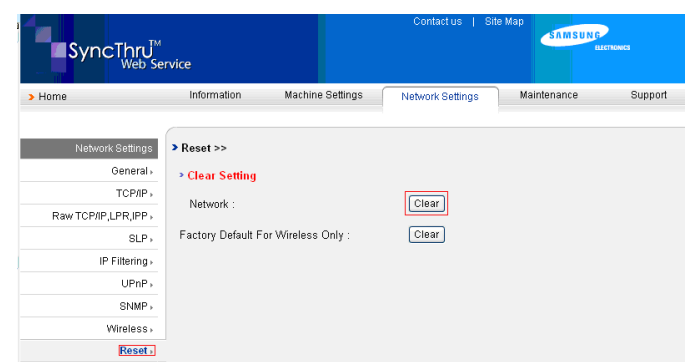 Contact us | Site Map
SAMSUNG
ELECTRONICS
SyncThru™
Web Service
Home
Information
Machine Settings
Network Settings
Maintenance
Support
Network Settings
General
TCP/IP
Raw TCP/IP,LPR,IPP
SLP
IP Filtering
UPnP
SNMP
Wireless
Reset
Reset >>
Clear Setting
Network : Clear
Factory Default For Wireless Only : Clear